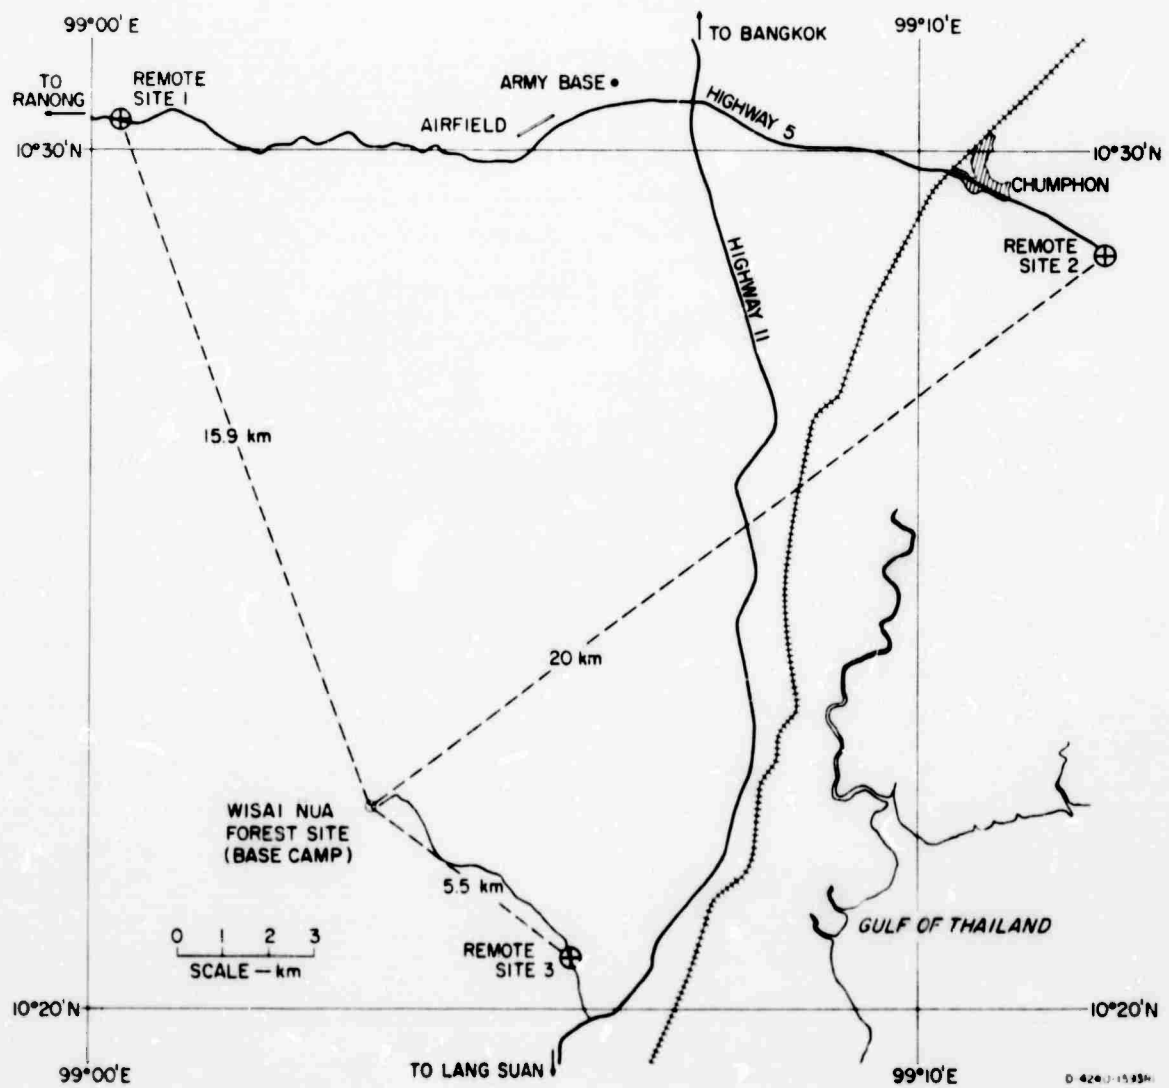 99°00'E
99°10'E
TO BANGKOK
TO
RANONG
REMOTE
SITE 1
ARMY BASE
HIGHWAY 5
AIRFIELD
10°30'N
10°30'N
CHUMPHON
REMOTE
SITE 2
HIGHWAY 11
15.9 km
20 km
WISAI NUA
FOREST SITE
(BASE CAMP)
5.5 km
GULF OF THAILAND
0 1 2 3
SCALE — km
REMOTE
SITE 3
10°20'N
10°20'N
TO LANG SUAN
99°00'E
99°10'E